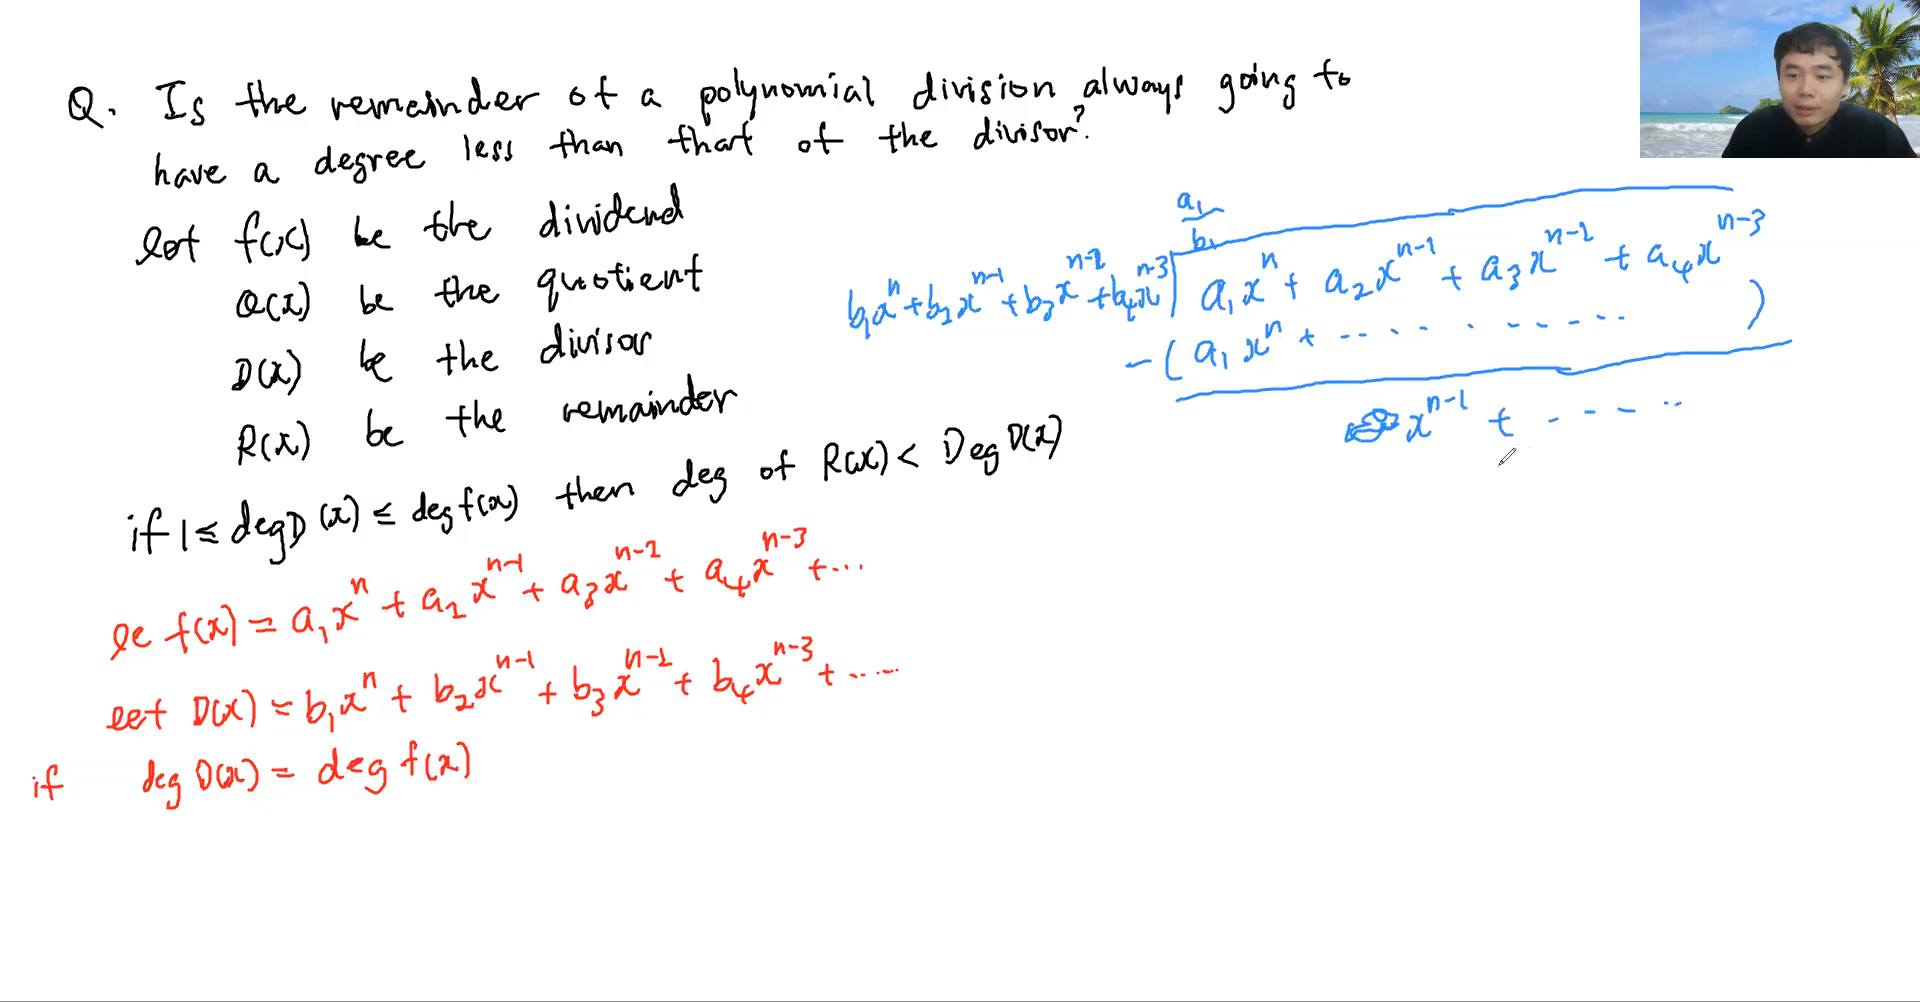 Q. Is the remainder of a polynomial division always going to
have a degree less than that of the divisor?
let f(x) be the dividend
Q(x) be the quotient
D(x) be the divisor
R(x) be the remainder
if 1 ≤ deg D(x) ≤ deg f(x) then deg of R(x) < Deg D(x)
le f(x) = a₁xⁿ + a₂xⁿ⁻¹ + a₃xⁿ⁻² + a₄xⁿ⁻³ + ...
let D(x) = b₁xⁿ + b₂xⁿ⁻¹ + b₃xⁿ⁻² + b₄xⁿ⁻³ + .....
if deg D(x) = deg f(x)
a₁
b₁
b₁xⁿ + b₂xⁿ⁻¹ + b₃xⁿ⁻² + b₄xⁿ⁻³ | a₁xⁿ + a₂xⁿ⁻¹ + a₃xⁿ⁻² + a₄xⁿ⁻³
- ( a₁xⁿ + ............ )
xⁿ⁻¹ + ......